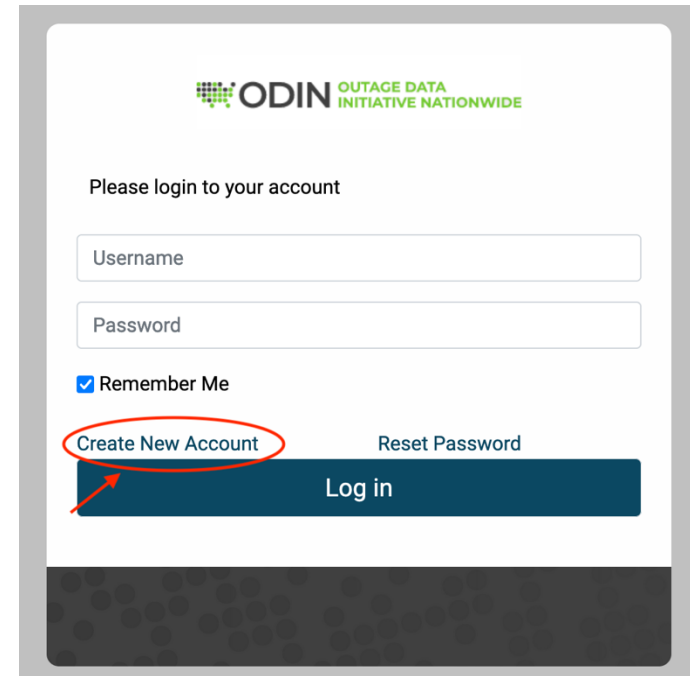 ODIN OUTAGE DATA
INITIATIVE NATIONWIDE
Please login to your account
Username
Password
Remember Me
Create New Account Reset Password
Log in